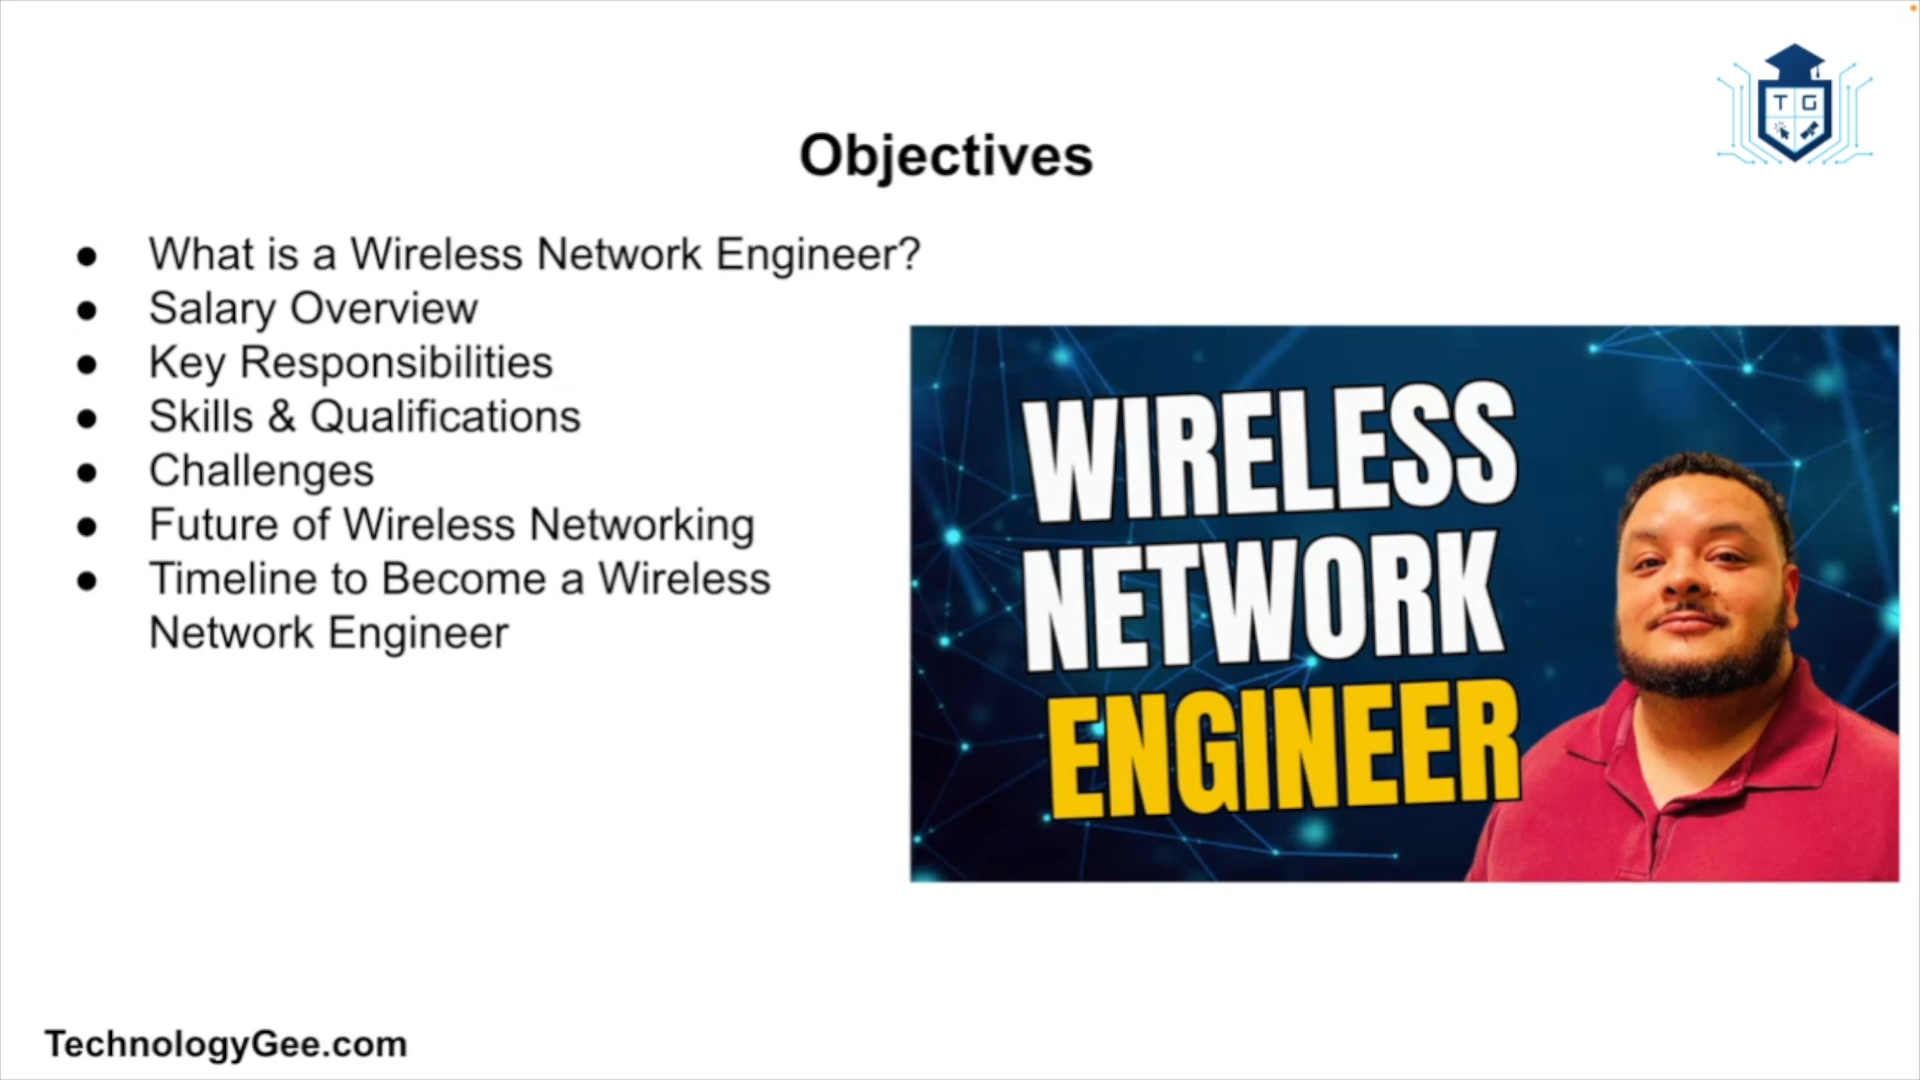 T G
Objectives
● What is a Wireless Network Engineer?
● Salary Overview
● Key Responsibilities
● Skills & Qualifications
● Challenges
● Future of Wireless Networking
● Timeline to Become a Wireless
Network Engineer
WIRELESS
NETWORK
ENGINEER
TechnologyGee.com